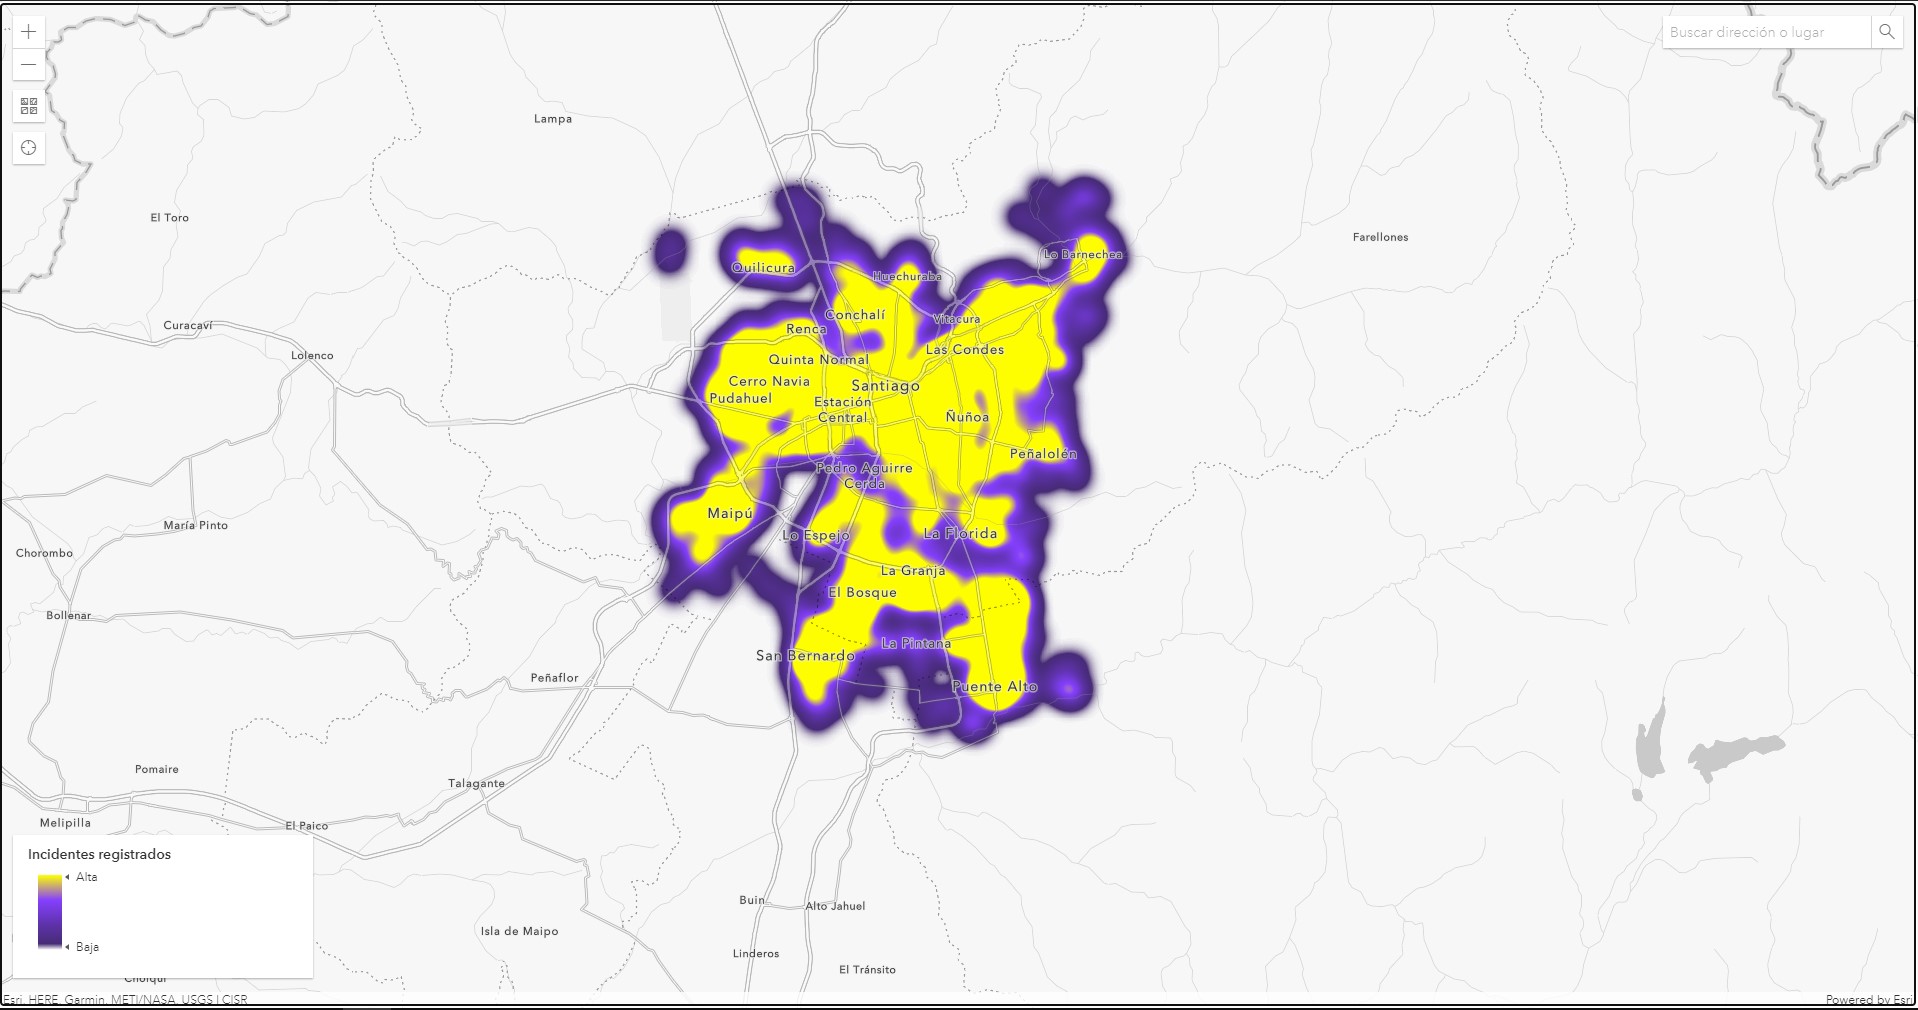 Buscar dirección o lugar
Lampa
El Toro
Farellones
Lo Barnechea
Quilicura
Huechuraba
Curacaví
Conchalí
Vitacura
Renca
Lolenco
Las Condes
Quinta Normal
Cerro Navia
Santiago
Pudahuel
Estación
Central
Ñuñoa
Peñalolén
Pedro Aguirre
Cerda
Maipú
María Pinto
Lo Espejo
La Florida
Chorombo
La Granja
El Bosque
Bollenar
La Pintana
San Bernardo
Peñaflor
Puente Alto
Pomaire
Talagante
Melipilla
El Paico
Incidentes registrados
Alta
Baja
Buin
Alto Jahuel
Isla de Maipo
Linderos
El Tránsito
Cholqui
Esri, HERE, Garmin, METI/NASA, USGS | CISR
Powered by Esri